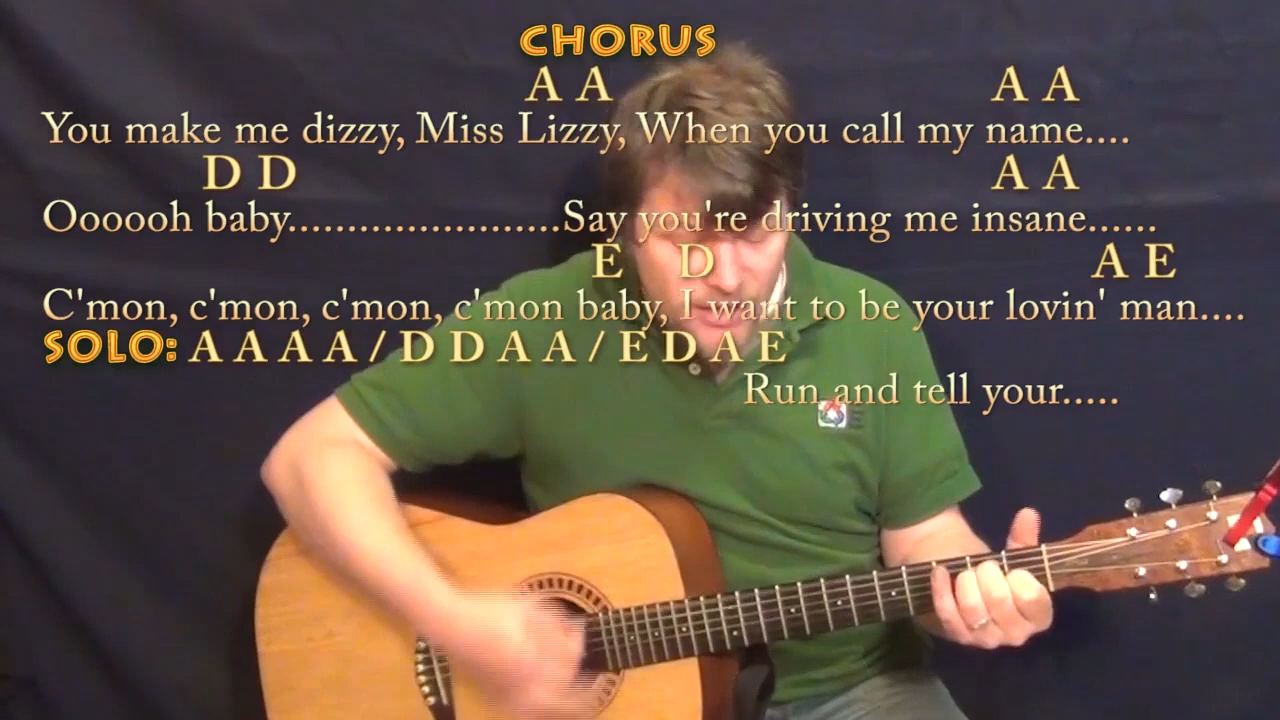 CHORUS
A A A A
You make me dizzy, Miss Lizzy, When you call my name....
D D A A
Oooooh baby.......................Say you're driving me insane......
E D A E
C'mon, c'mon, c'mon, c'mon baby, I want to be your lovin' man....
SOLO: A A A A / D D A A / E D A E
Run and tell your.....